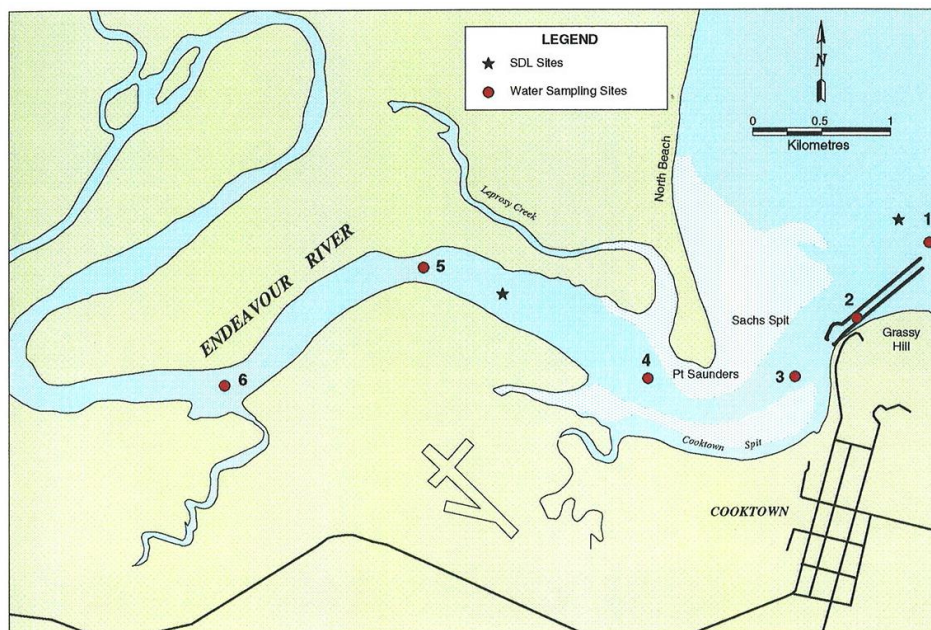 LEGEND
SDL Sites
Water Sampling Sites
N
0 0.5 1
Kilometres
North Beach
Leprosy Creek
ENDEAVOUR RIVER
1
2
3
4
5
6
Sachs Spit
Grassy
Hill
Pt Saunders
Cooktown Spit
COOKTOWN